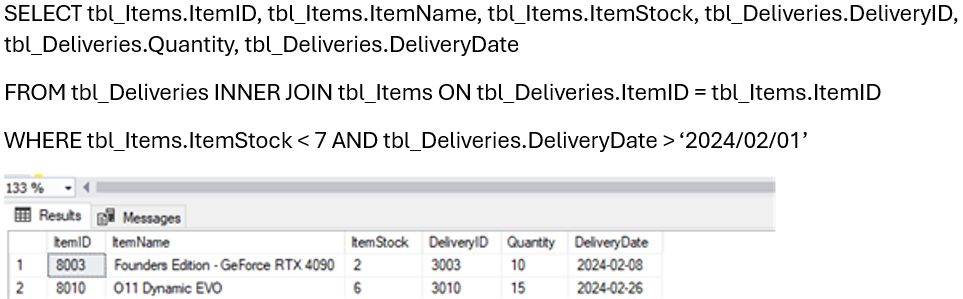 SELECT tbl_Items.ItemID, tbl_Items.ItemName, tbl_Items.ItemStock, tbl_Deliveries.DeliveryID,
tbl_Deliveries.Quantity, tbl_Deliveries.DeliveryDate
FROM tbl_Deliveries INNER JOIN tbl_Items ON tbl_Deliveries.ItemID = tbl_Items.ItemID
WHERE tbl_Items.ItemStock < 7 AND tbl_Deliveries.DeliveryDate > ‘2024/02/01’
133 %
Results Messages
ItemID ItemName ItemStock DeliveryID Quantity DeliveryDate
1 8003 Founders Edition - GeForce RTX 4090 2 3003 10 2024-02-08
2 8010 O11 Dynamic EVO 6 3010 15 2024-02-26